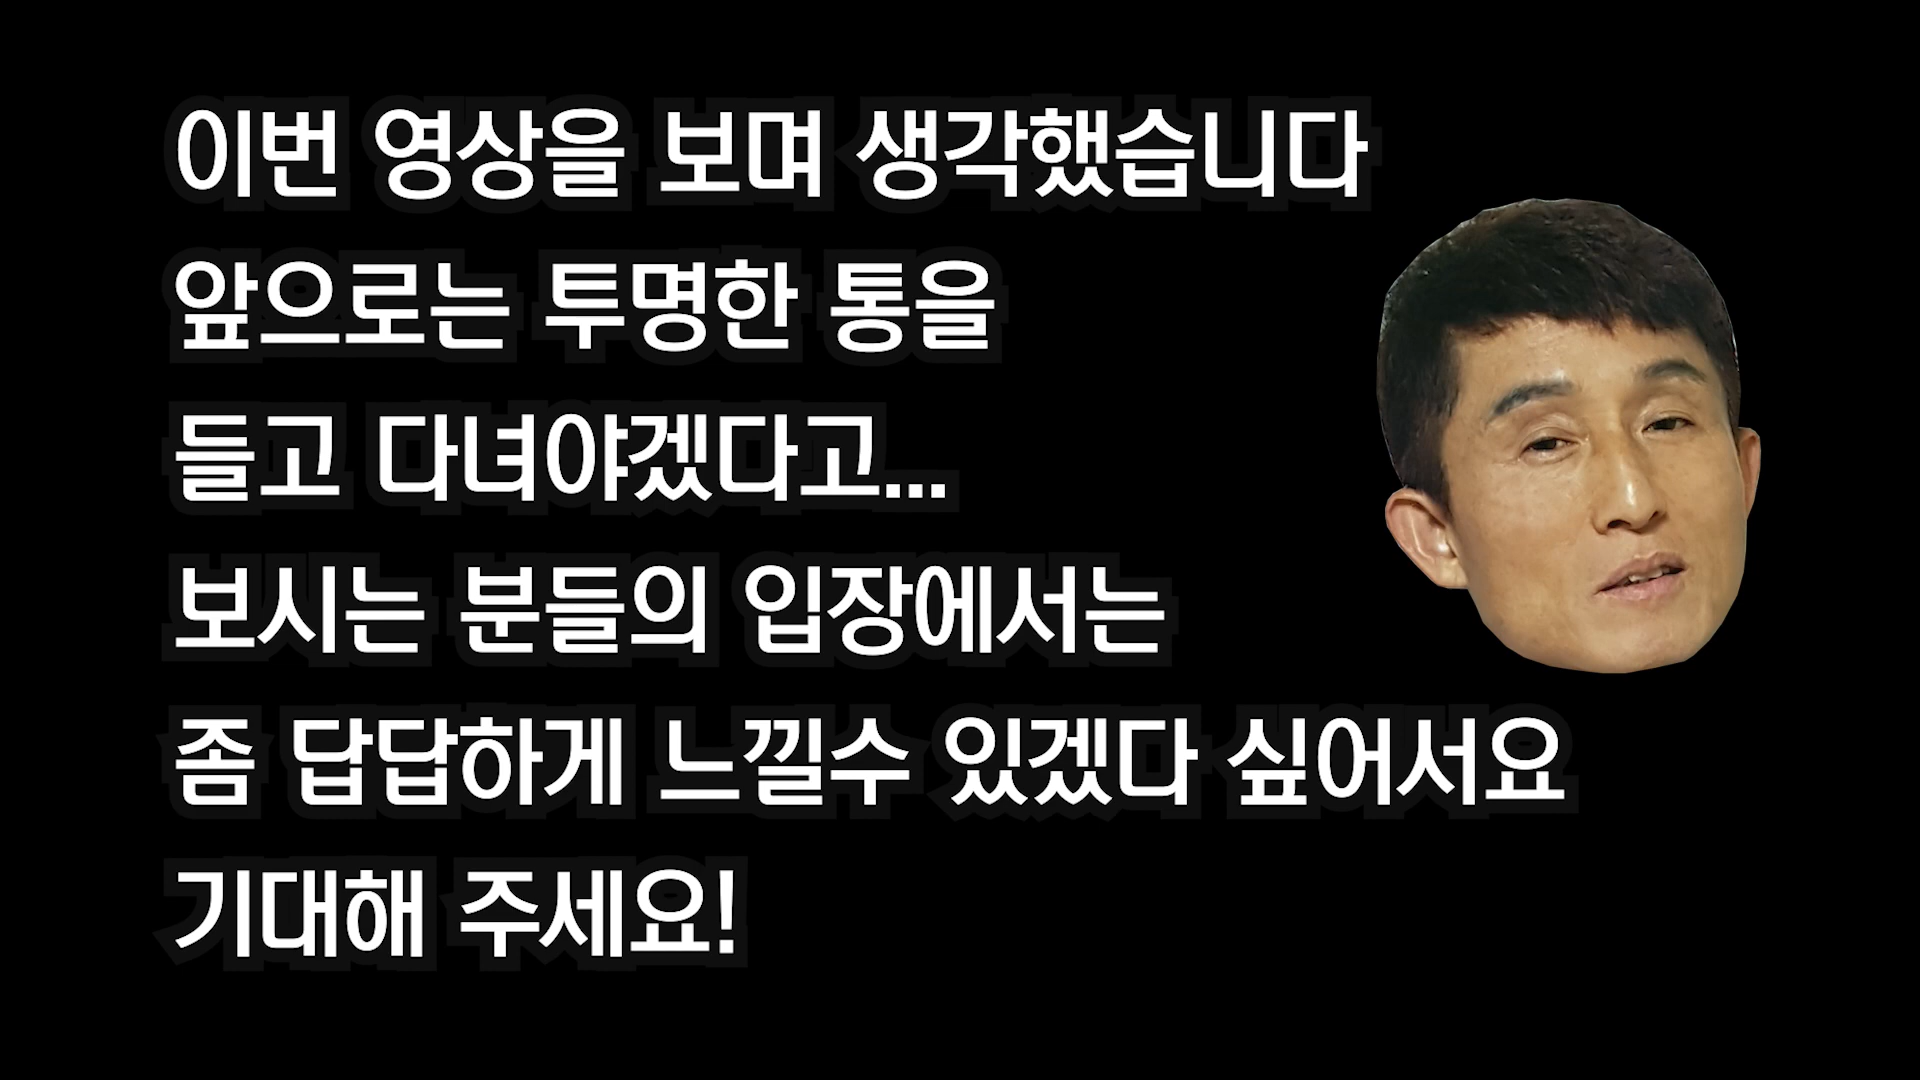 이번 영상을 보며 생각했습니다
앞으로는 투명한 통을
들고 다녀야겠다고...
보시는 분들의 입장에서는
좀 답답하게 느낄수 있겠다 싶어서요
기대해 주세요!